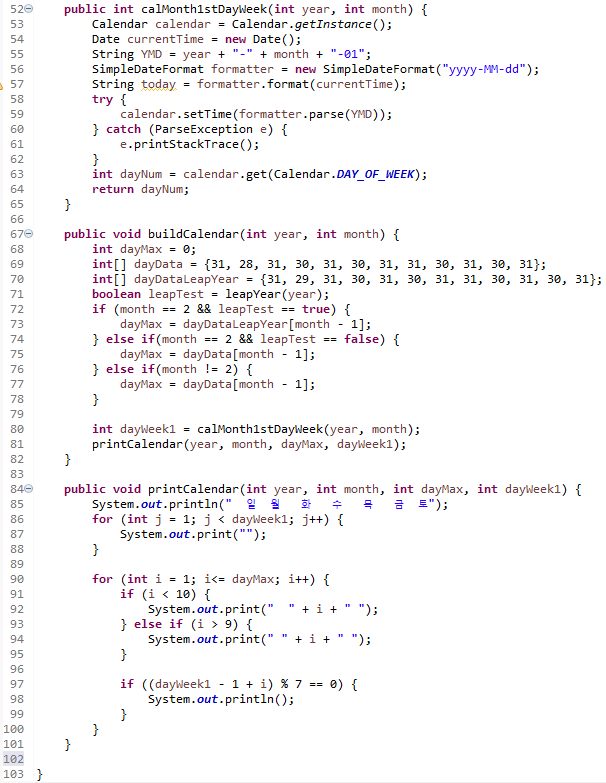 52 public int calMonth1stDayWeek(int year, int month) {
53 Calendar calendar = Calendar.getInstance();
54 Date currentTime = new Date();
55 String YMD = year + "-" + month + "-01";
56 SimpleDateFormat formatter = new SimpleDateFormat("yyyy-MM-dd");
57 String today = formatter.format(currentTime);
58 try {
59 calendar.setTime(formatter.parse(YMD));
60 } catch (ParseException e) {
61 e.printStackTrace();
62 }
63 int dayNum = calendar.get(Calendar.DAY_OF_WEEK);
64 return dayNum;
65 }
66
67 public void buildCalendar(int year, int month) {
68 int dayMax = 0;
69 int[] dayData = {31, 28, 31, 30, 31, 30, 31, 31, 30, 31, 30, 31};
70 int[] dayDataLeapYear = {31, 29, 31, 30, 31, 30, 31, 31, 30, 31, 30, 31};
71 boolean leapTest = leapYear(year);
72 if (month == 2 && leapTest == true) {
73 dayMax = dayDataLeapYear[month - 1];
74 } else if(month == 2 && leapTest == false) {
75 dayMax = dayData[month - 1];
76 } else if(month != 2) {
77 dayMax = dayData[month - 1];
78 }
79
80 int dayWeek1 = calMonth1stDayWeek(year, month);
81 printCalendar(year, month, dayMax, dayWeek1);
82 }
83
84 public void printCalendar(int year, int month, int dayMax, int dayWeek1) {
85 System.out.println(" 일 월 화 수 목 금 토");
86 for (int j = 1; j < dayWeek1; j++) {
87 System.out.print("");
88 }
89
90 for (int i = 1; i<= dayMax; i++) {
91 if (i < 10) {
92 System.out.print("  " + i + " ");
93 } else if (i > 9) {
94 System.out.print(" " + i + " ");
95 }
96
97 if ((dayWeek1 - 1 + i) % 7 == 0) {
98 System.out.println();
99 }
100 }
101 }
102
103 }